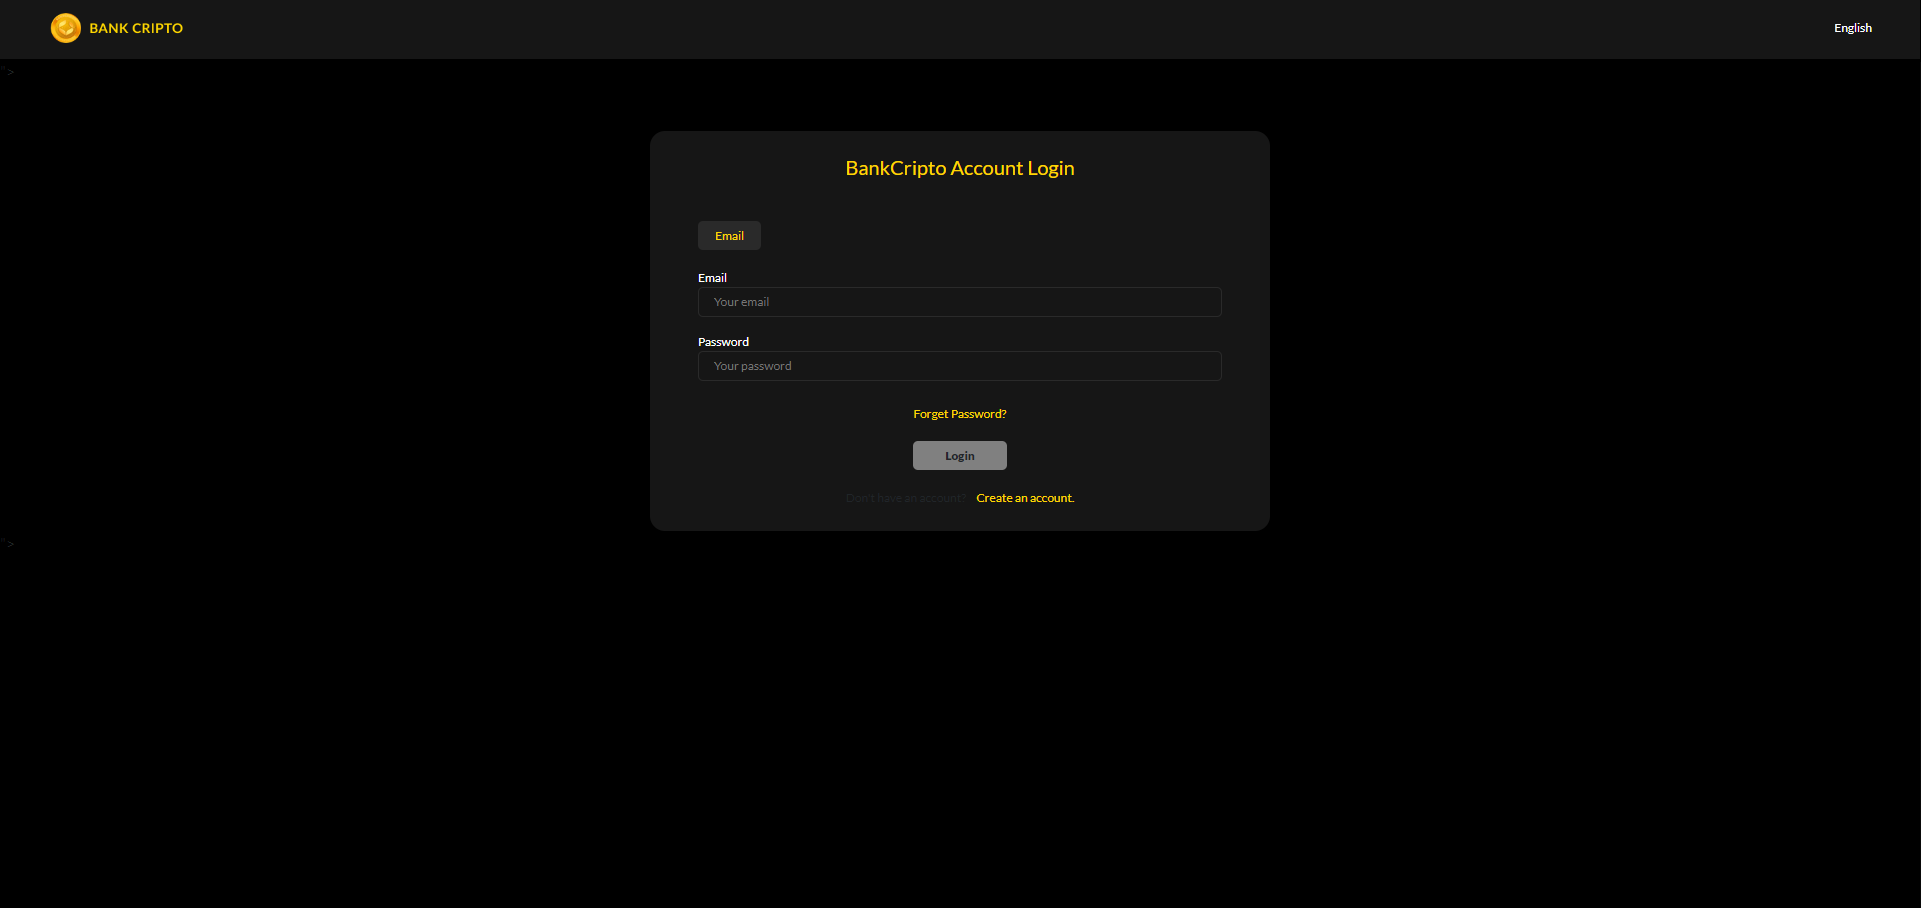 BANK CRIPTO
English
">
BankCripto Account Login
Email
Email
Your email
Password
Your password
Forget Password?
Login
Don't have an account? Create an account.
">